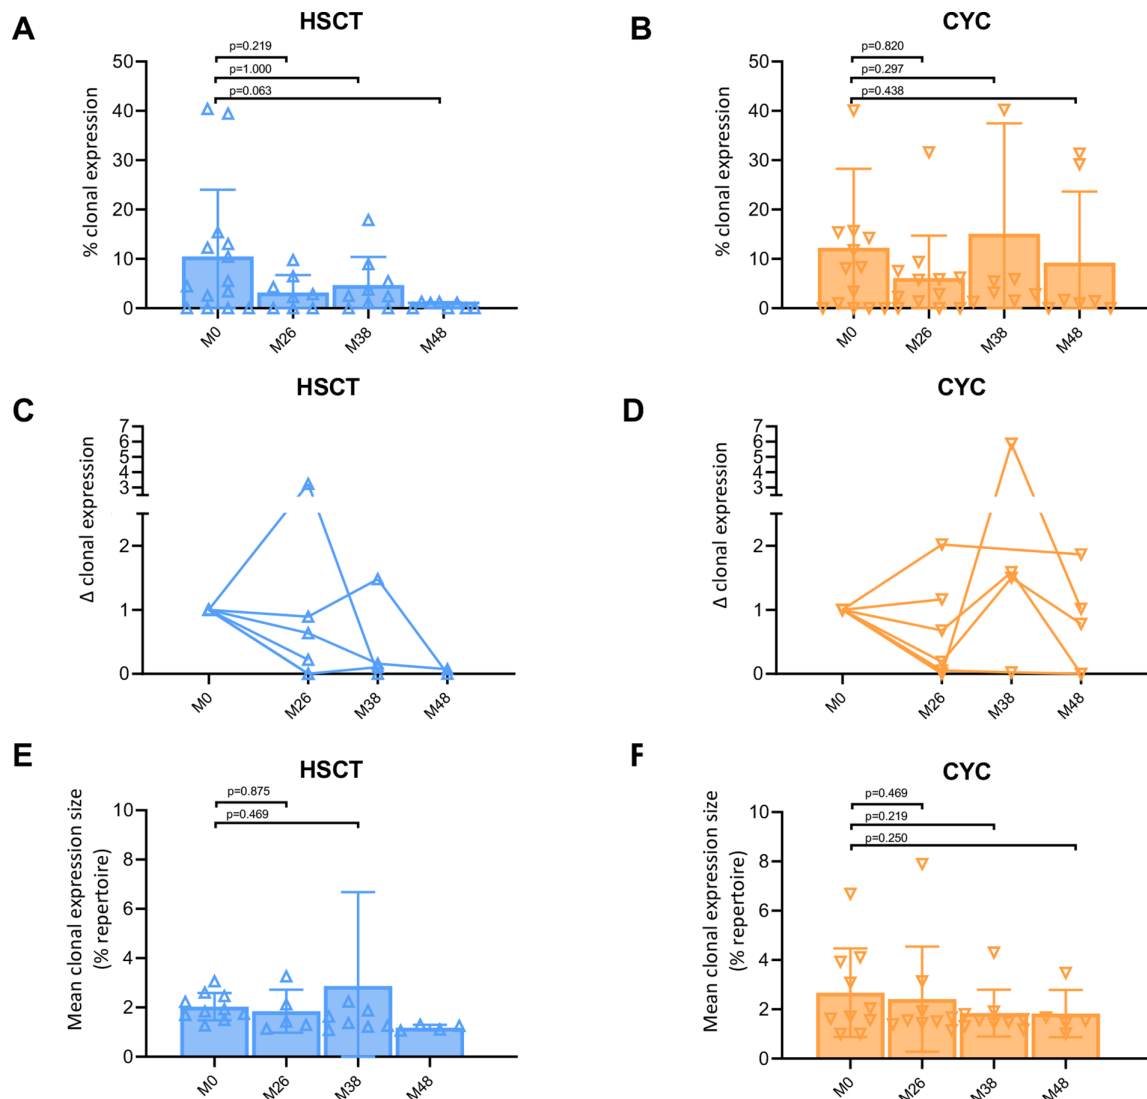 A
HSCT
p=0.219
p=1.000
p=0.063
% clonal expression
50
40
30
20
10
0
M0
M26
M38
M48
B
CYC
p=0.820
p=0.297
p=0.438
% clonal expression
50
40
30
20
10
0
M0
M26
M38
M48
C
HSCT
Δ clonal expression
7
6
5
4
3
2
1
0
M0
M26
M38
M48
D
CYC
Δ clonal expression
7
6
5
4
3
2
1
0
M0
M26
M38
M48
E
HSCT
p=0.875
p=0.469
Mean clonal expression size
(% repertoire)
10
8
6
4
2
0
M0
M26
M38
M48
F
CYC
p=0.469
p=0.219
p=0.250
Mean clonal expression size
(% repertoire)
10
8
6
4
2
0
M0
M26
M38
M48